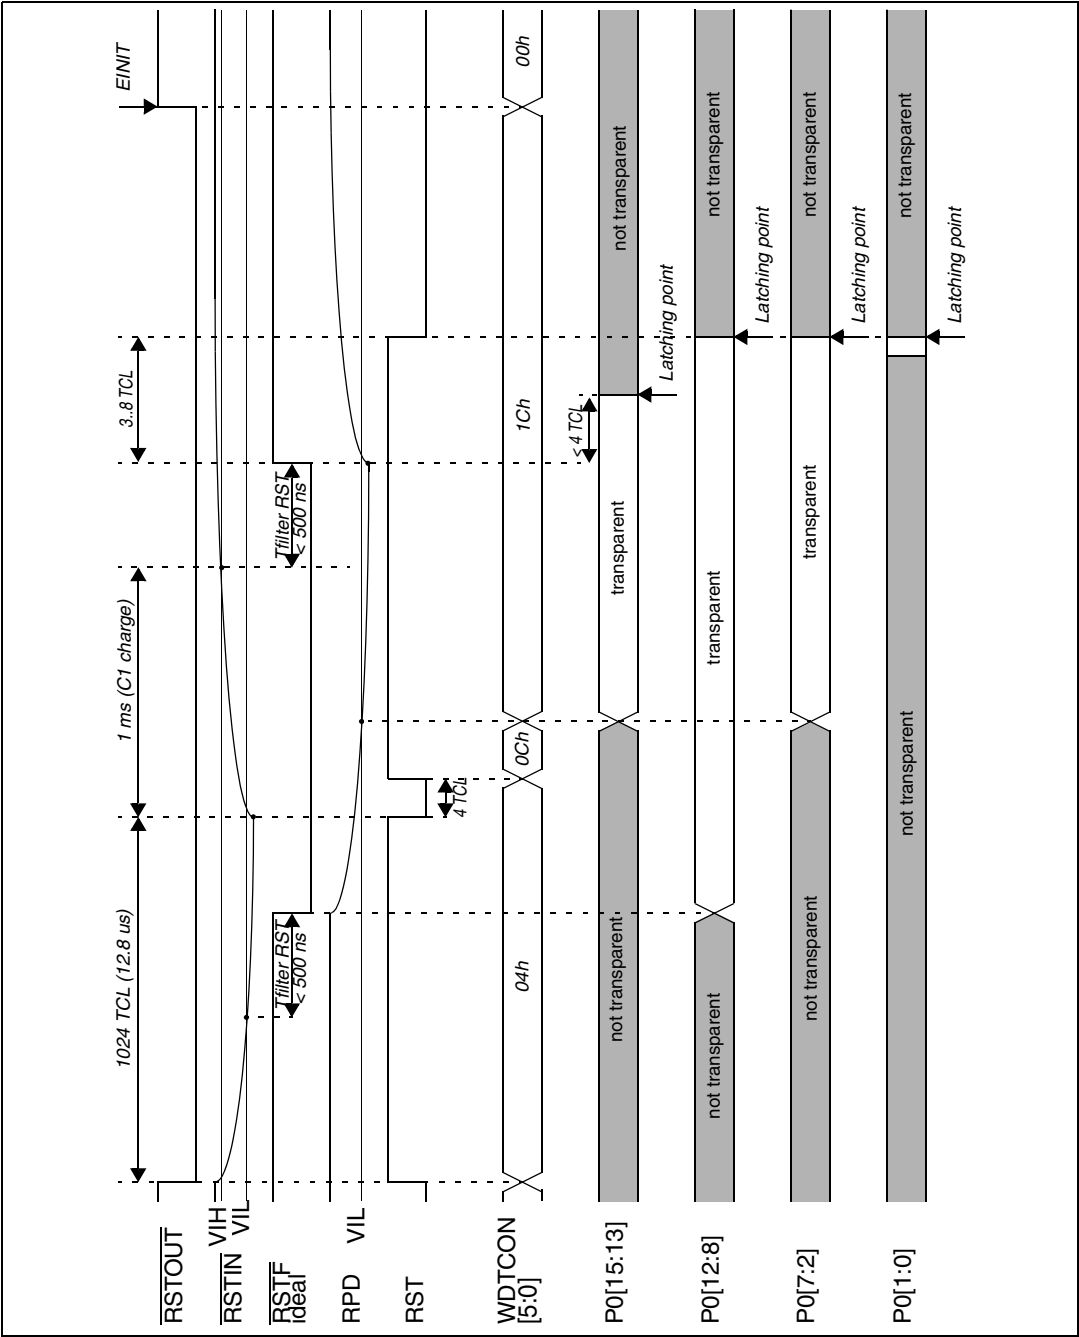 1024 TCL (12.8 us)
1 ms (C1 charge)
3..8 TCL
EINIT
RSTOUT
VIH
RSTIN
VIL
RSTF
ideal
Tfilter RST
< 500 ns
Tfilter RST
< 500 ns
RPD
VIL
RST
4 TCL
WDTCON
[5:0]
04h
0Ch
1Ch
00h
< 4 TCL
P0[15:13]
not transparent
transparent
not transparent
Latching point
P0[12:8]
not transparent
transparent
not transparent
Latching point
P0[7:2]
not transparent
transparent
not transparent
Latching point
P0[1:0]
not transparent
not transparent
Latching point